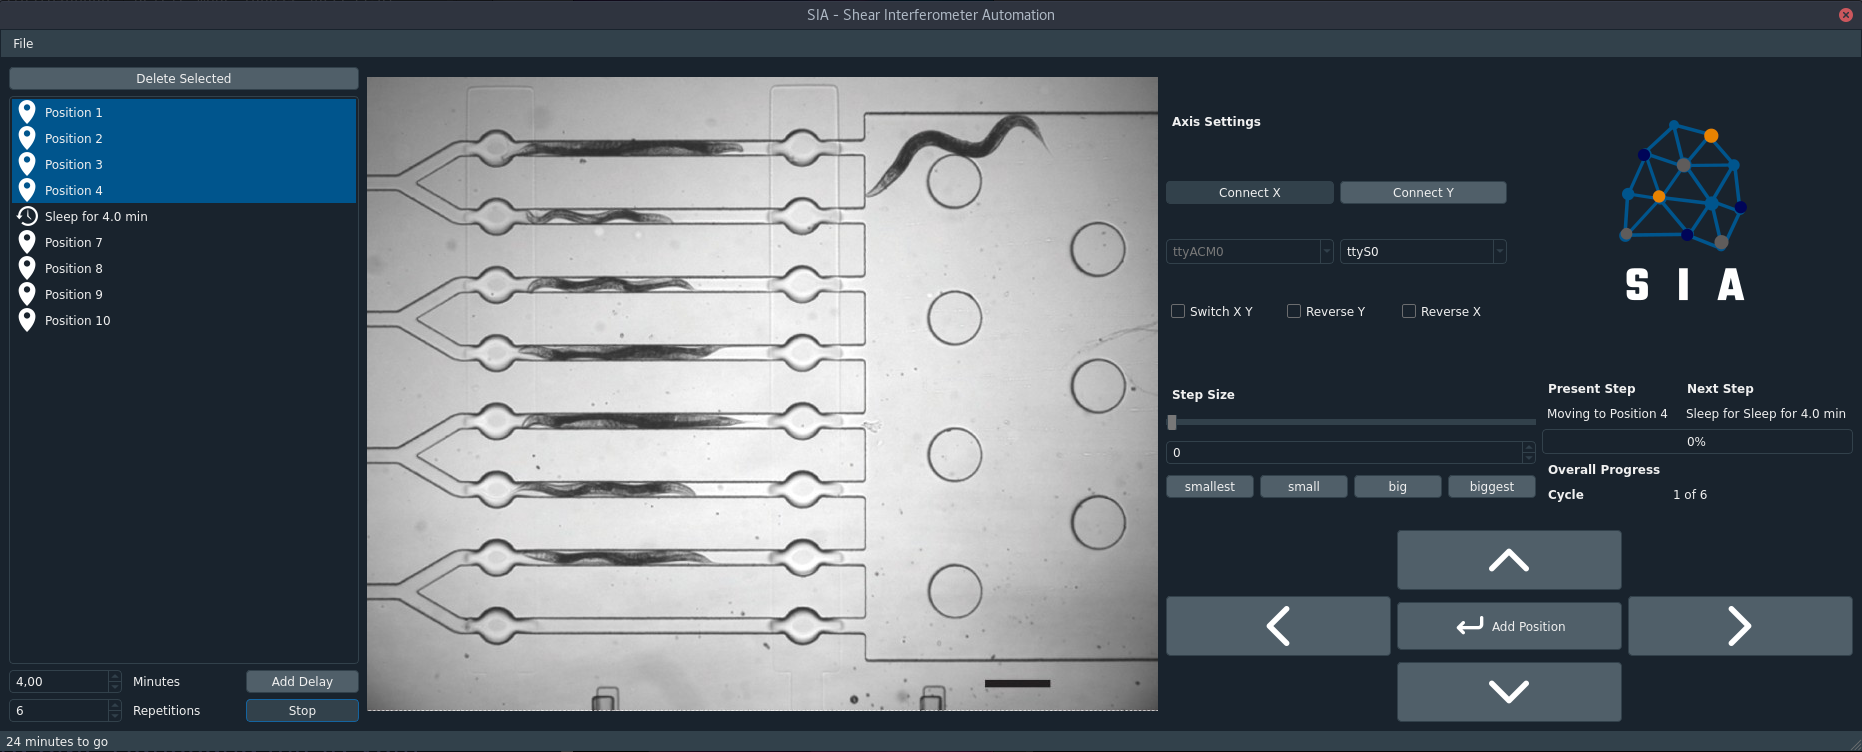 SIA - Shear Interferometer Automation
File
Delete Selected
Position 1
Position 2
Position 3
Position 4
Sleep for 4.0 min
Position 7
Position 8
Position 9
Position 10
4,00
Minutes
Add Delay
6
Repetitions
Stop
24 minutes to go
Axis Settings
Connect X
Connect Y
ttyACM0
ttyS0
Switch X Y
Reverse Y
Reverse X
Step Size
0
smallest
small
big
biggest
SIA
Present Step
Next Step
Moving to Position 4
Sleep for Sleep for 4.0 min
0%
Overall Progress
Cycle
1 of 6
Add Position